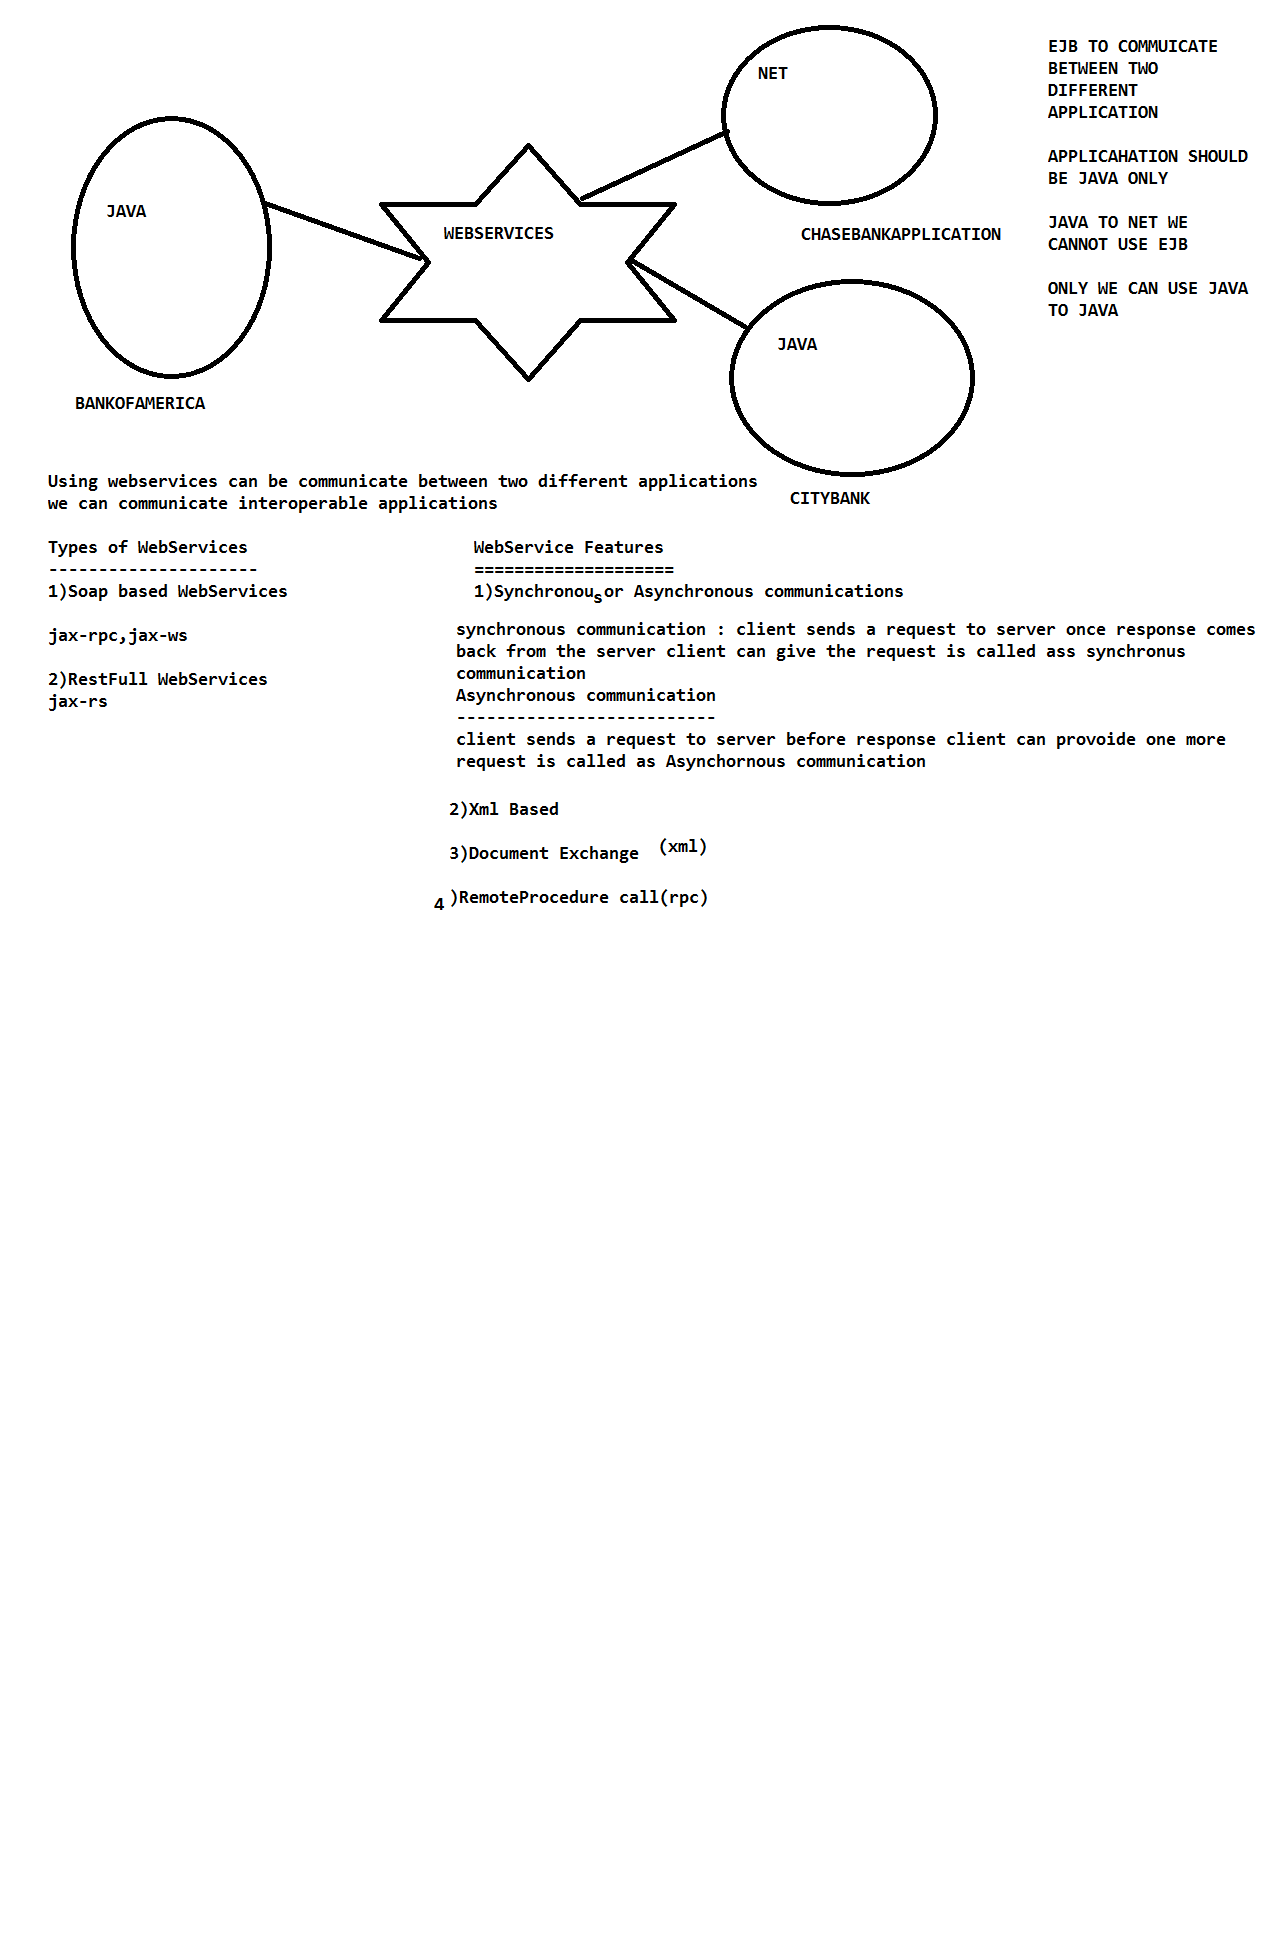 NET
JAVA
WEBSERVICES
CHASEBANKAPPLICATION
JAVA
BANKOFAMERICA
CITYBANK
EJB TO COMMUICATE
BETWEEN TWO
DIFFERENT
APPLICATION
APPLICAHATION SHOULD
BE JAVA ONLY
JAVA TO NET WE
CANNOT USE EJB
ONLY WE CAN USE JAVA
TO JAVA
Using webservices can be communicate between two different applications
we can communicate interoperable applications
Types of WebServices
---------------------
1)Soap based WebServices
jax-rpc,jax-ws
2)RestFull WebServices
jax-rs
WebService Features
====================
1)Synchronous or Asynchronous communications
synchronous communication : client sends a request to server once response comes
back from the server client can give the request is called ass synchronus
communication
Asynchronous communication
--------------------------
client sends a request to server before response client can provoide one more
request is called as Asynchornous communication
2)Xml Based
3)Document Exchange (xml)
4)RemoteProcedure call(rpc)